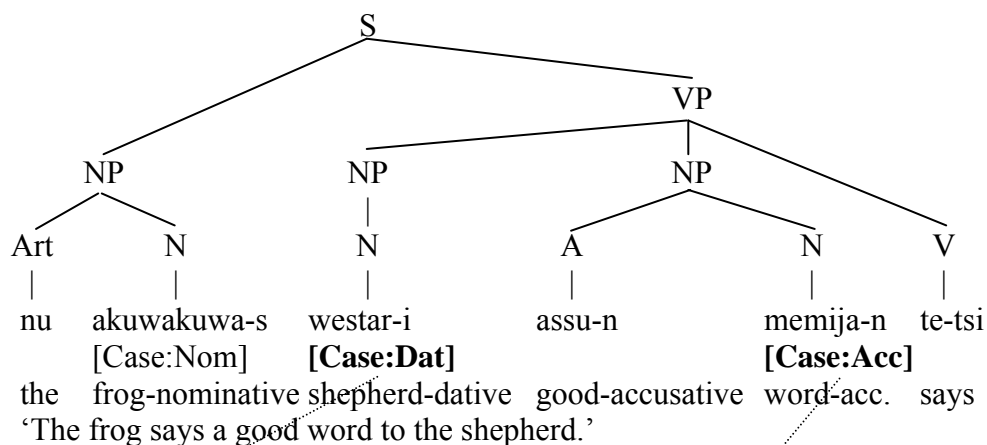 S
VP
NP NP NP
Art N N A N V
nu akuwakuwa-s westar-i assu-n memija-n te-tsi
[Case:Nom] [Case:Dat] [Case:Acc]
the frog-nominative shepherd-dative good-accusative word-acc. says
‘The frog says a good word to the shepherd.’